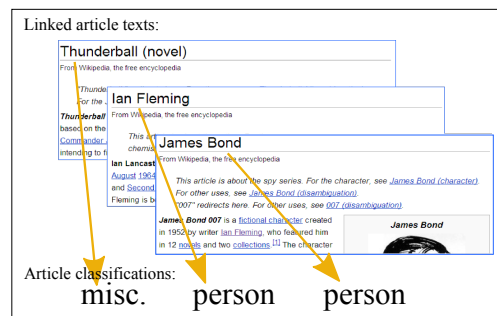 Linked article texts:
Thunderball (novel)
From Wikipedia, the free encyclopedia
"Thunde
For the J
Thunderball
based on the
Commander
intending to fi
Ian Fleming
From Wikipedia, the free encyclopedia
This art
chemis
Ian Lancast
August 1964
and Second
Fleming is be
James Bond
From Wikipedia, the free encyclopedia
This article is about the spy series. For the character, see James Bond (character).
For other uses, see James Bond (disambiguation).
"007" redirects here. For other uses, see 007 (disambiguation).
James Bond 007 is a fictional character created
in 1952 by writer Ian Fleming, who featured him
in 12 novels and two collections.[1] The character
James Bond
Article classifications:
misc. person person